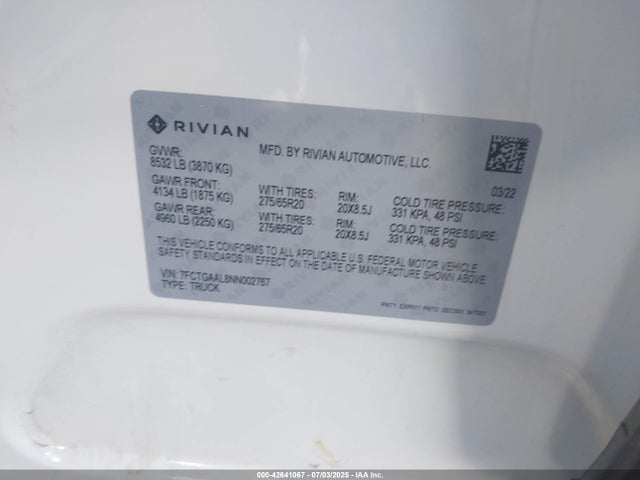 RIVIAN
GVWR:
8532 LB (3870 KG)
MFD. BY RIVIAN AUTOMOTIVE, LLC.
03/22
GAWR FRONT:
4134 LB (1875 KG)
WITH TIRES:
275/65R20
RIM:
20X8.5J
COLD TIRE PRESSURE:
331 KPA, 48 PSI
GAWR REAR:
4960 LB (2250 KG)
WITH TIRES:
275/65R20
RIM:
20X8.5J
COLD TIRE PRESSURE:
331 KPA, 48 PSI
THIS VEHICLE CONFORMS TO ALL APPLICABLE U.S. FEDERAL MOTOR VEHICLE
SAFETY STANDARDS IN EFFECT ON THE DATE OF MANUFACTURE SHOWN ABOVE
VIN: 7FCTGAAL8NN002767
TYPE: TRUCK
PNT1
000-42641067 - 07/03/2025 - IAA Inc.